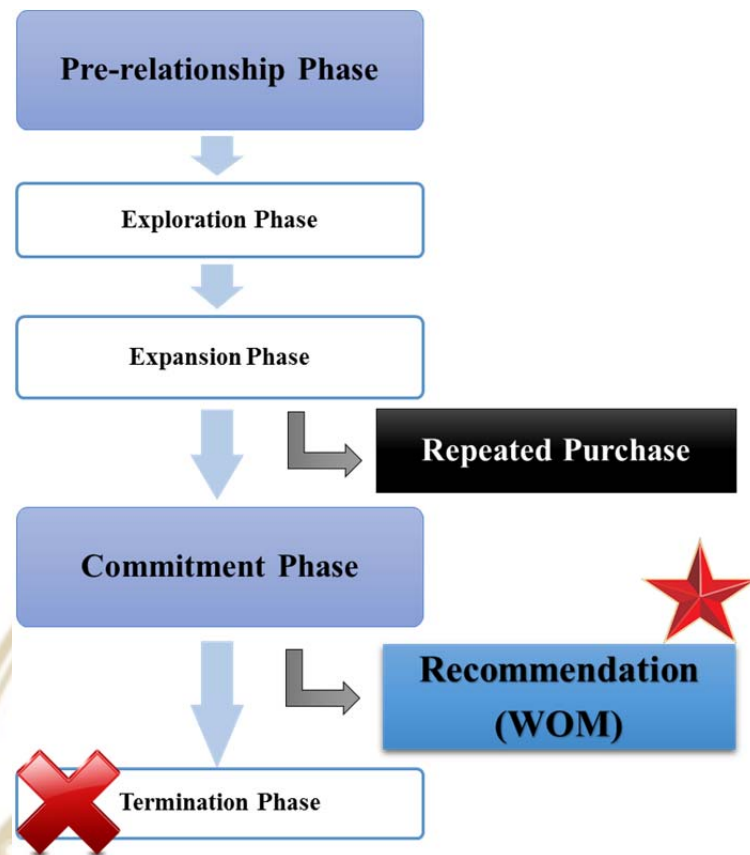 Pre-relationship Phase
Exploration Phase
Expansion Phase
Repeated Purchase
Commitment Phase
Recommendation
(WOM)
Termination Phase